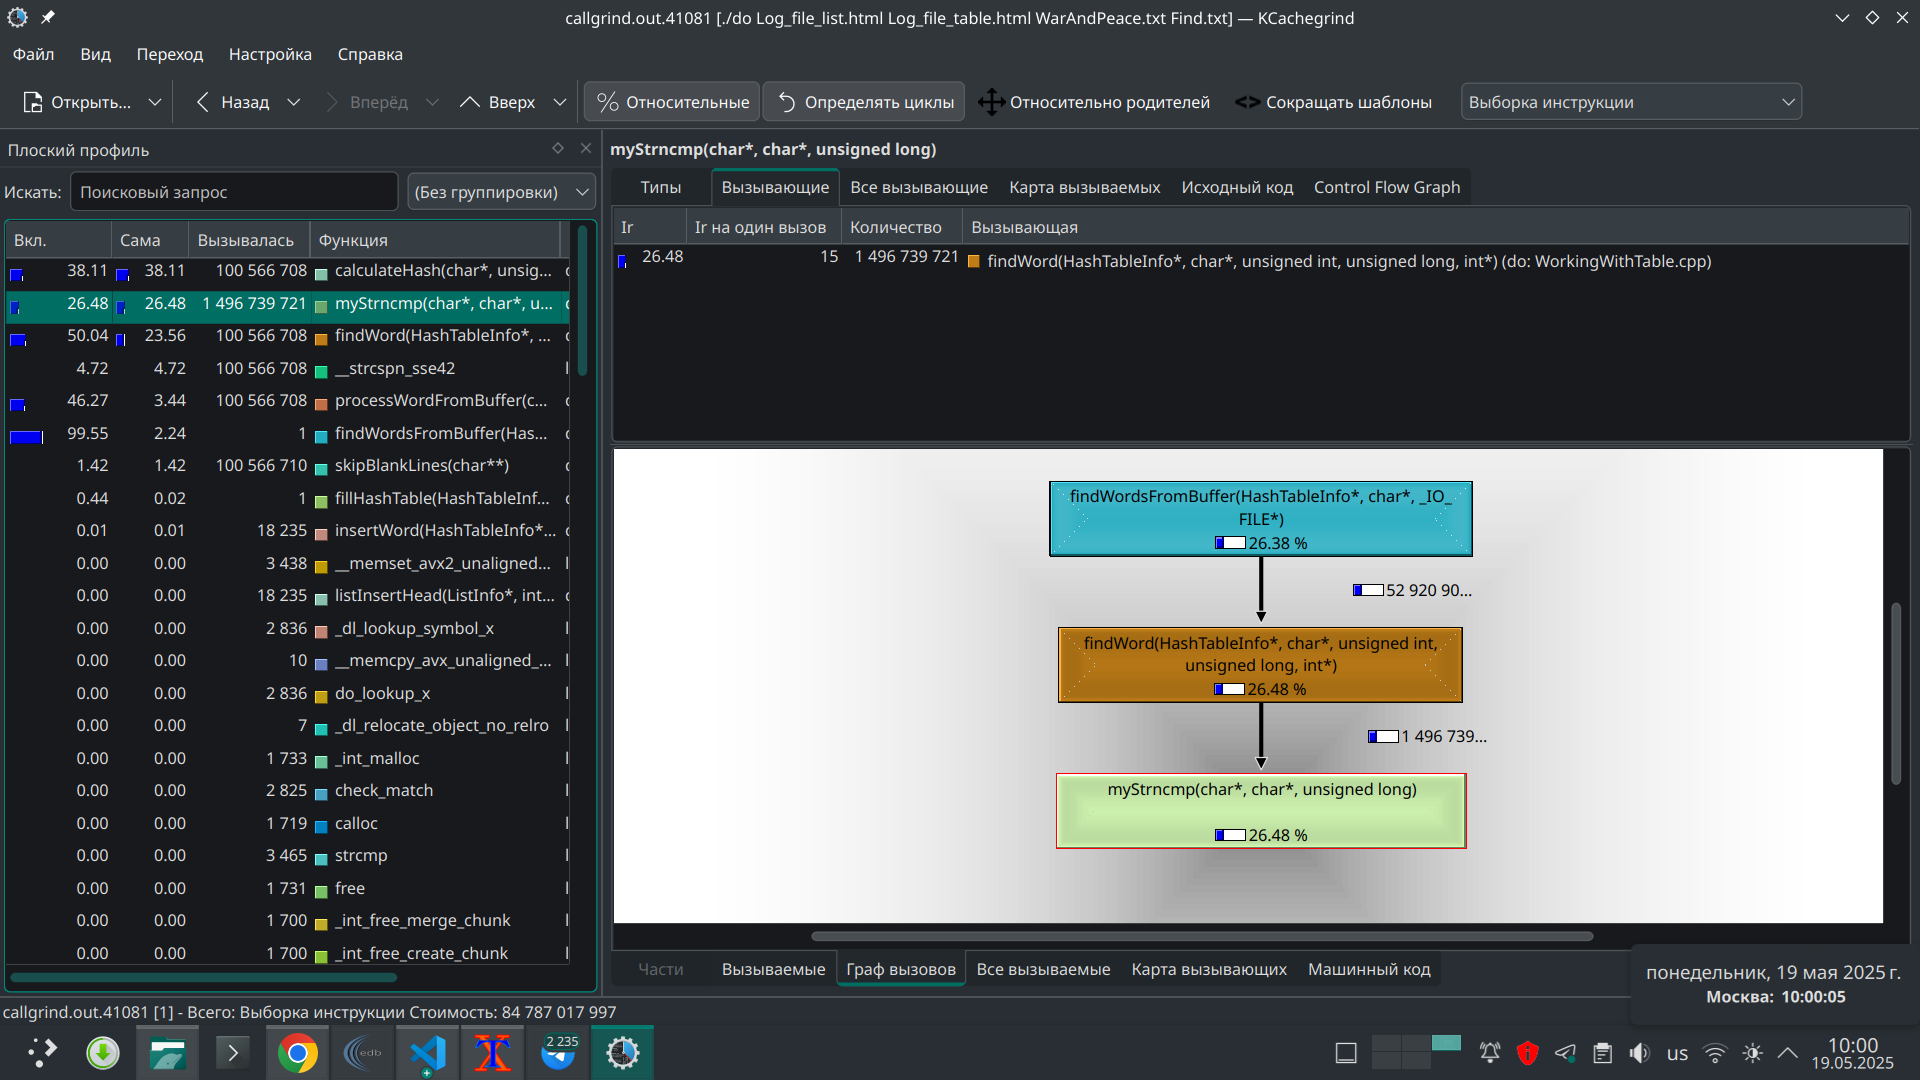 callgrind.out.41081 [./do Log_file_list.html Log_file_table.html WarAndPeace.txt Find.txt] — KCachegrind
Файл Вид Переход Настройка Справка
Открыть... Назад Вперёд Вверх Относительные Определять циклы Относительно родителей Сокращать шаблоны Выборка инструкции
Плоский профиль
Искать: Поисковый запрос (Без группировки)
Вкл. Сама Вызывалась Функция
38.11 38.11 100 566 708 calculateHash(char*, unsig...
26.48 26.48 1 496 739 721 myStrncmp(char*, char*, u...
50.04 23.56 100 566 708 findWord(HashTableInfo*, ...
4.72 4.72 100 566 708 __strcspn_sse42
46.27 3.44 100 566 708 processWordFromBuffer(c...
99.55 2.24 1 findWordsFromBuffer(Has...
1.42 1.42 100 566 710 skipBlankLines(char**)
0.44 0.02 1 fillHashTable(HashTableInf...
0.01 0.01 18 235 insertWord(HashTableInfo*...
0.00 0.00 3 438 __memset_avx2_unaligned...
0.00 0.00 18 235 listInsertHead(ListInfo*, int...
0.00 0.00 2 836 _dl_lookup_symbol_x
0.00 0.00 10 __memcpy_avx_unaligned_...
0.00 0.00 2 836 do_lookup_x
0.00 0.00 7 _dl_relocate_object_no_relro
0.00 0.00 1 733 _int_malloc
0.00 0.00 2 825 check_match
0.00 0.00 1 719 calloc
0.00 0.00 3 465 strcmp
0.00 0.00 1 731 free
0.00 0.00 1 700 _int_free_merge_chunk
0.00 0.00 1 700 _int_free_create_chunk
myStrncmp(char*, char*, unsigned long)
Типы Вызывающие Все вызывающие Карта вызываемых Исходный код Control Flow Graph
Ir Ir на один вызов Количество Вызывающая
26.48 15 1 496 739 721 findWord(HashTableInfo*, char*, unsigned int, unsigned long, int*) (do: WorkingWithTable.cpp)
findWordsFromBuffer(HashTableInfo*, char*, _IO_
FILE*)
26.38 %
52 920 90...
findWord(HashTableInfo*, char*, unsigned int,
unsigned long, int*)
26.48 %
1 496 739...
myStrncmp(char*, char*, unsigned long)
26.48 %
Части Вызываемые Граф вызовов Все вызываемые Карта вызывающих Машинный код
понедельник, 19 мая 2025 г.
Москва: 10:00:05
callgrind.out.41081 [1] - Всего: Выборка инструкции Стоимость: 84 787 017 997
edb
2 235
us
10:00
19.05.2025